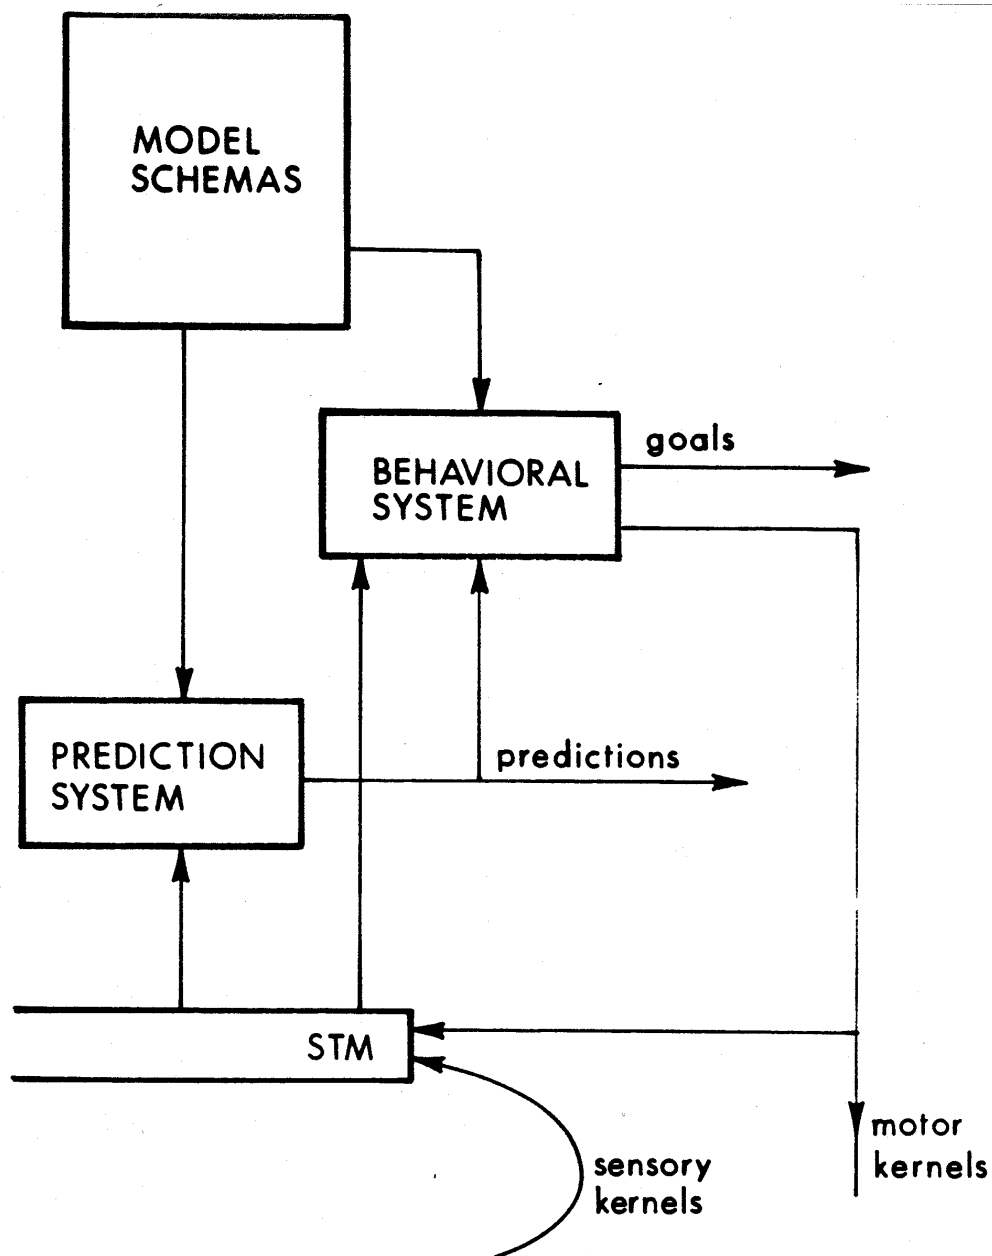 MODEL
SCHEMAS
goals
BEHAVIORAL
SYSTEM
predictions
PREDICTION
SYSTEM
STM
motor
kernels
sensory
kernels